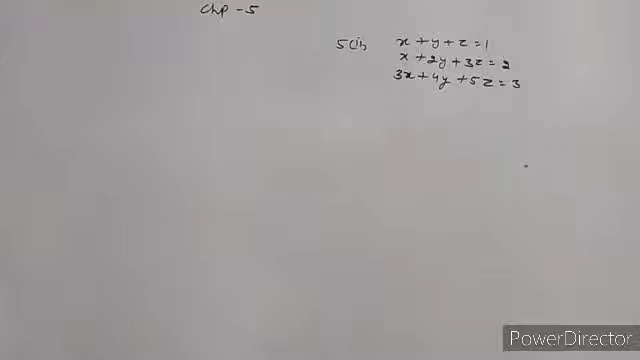 Chp - 5
5(i) x + y + z = 1
x + 2y + 3z = 2
3x + 4y + 5z = 3
PowerDirector